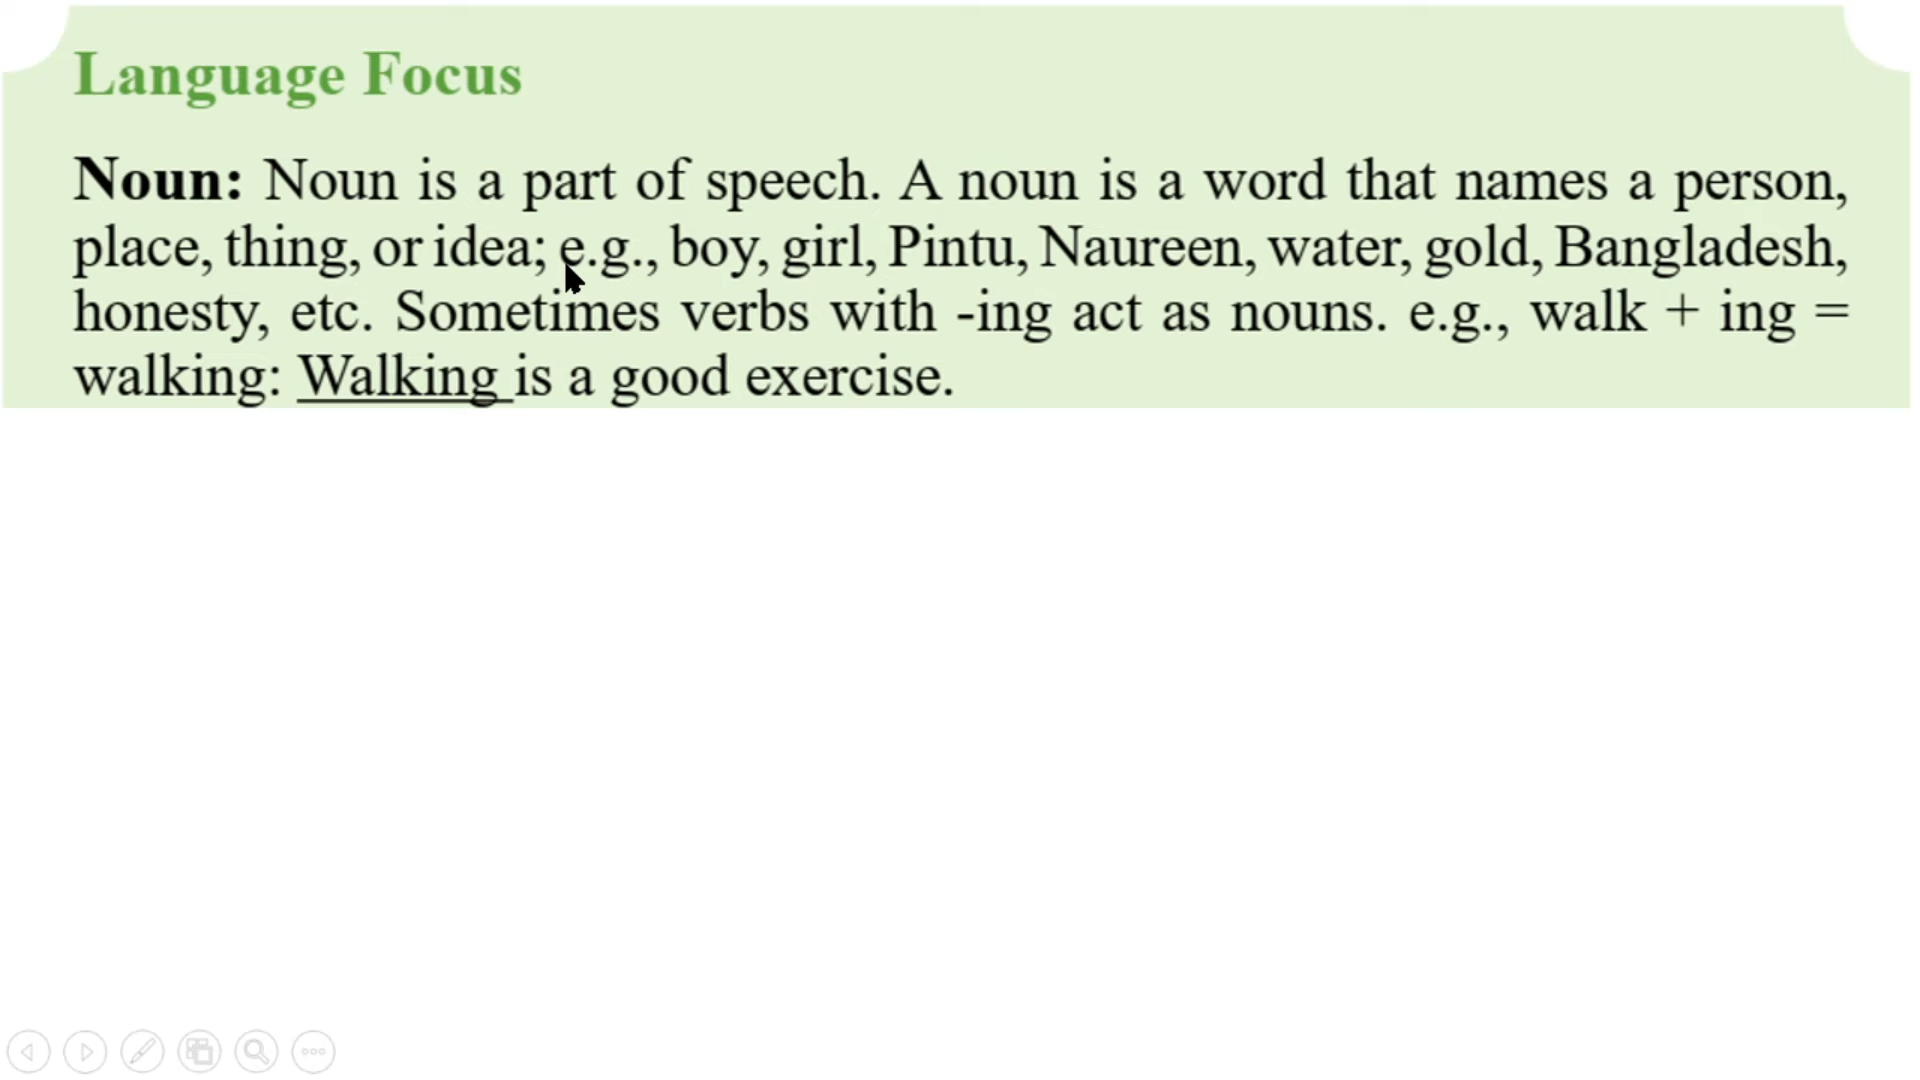 Language Focus
Noun: Noun is a part of speech. A noun is a word that names a person,
place, thing, or idea; e.g., boy, girl, Pintu, Naureen, water, gold, Bangladesh,
honesty, etc. Sometimes verbs with -ing act as nouns. e.g., walk + ing =
walking: Walking is a good exercise.